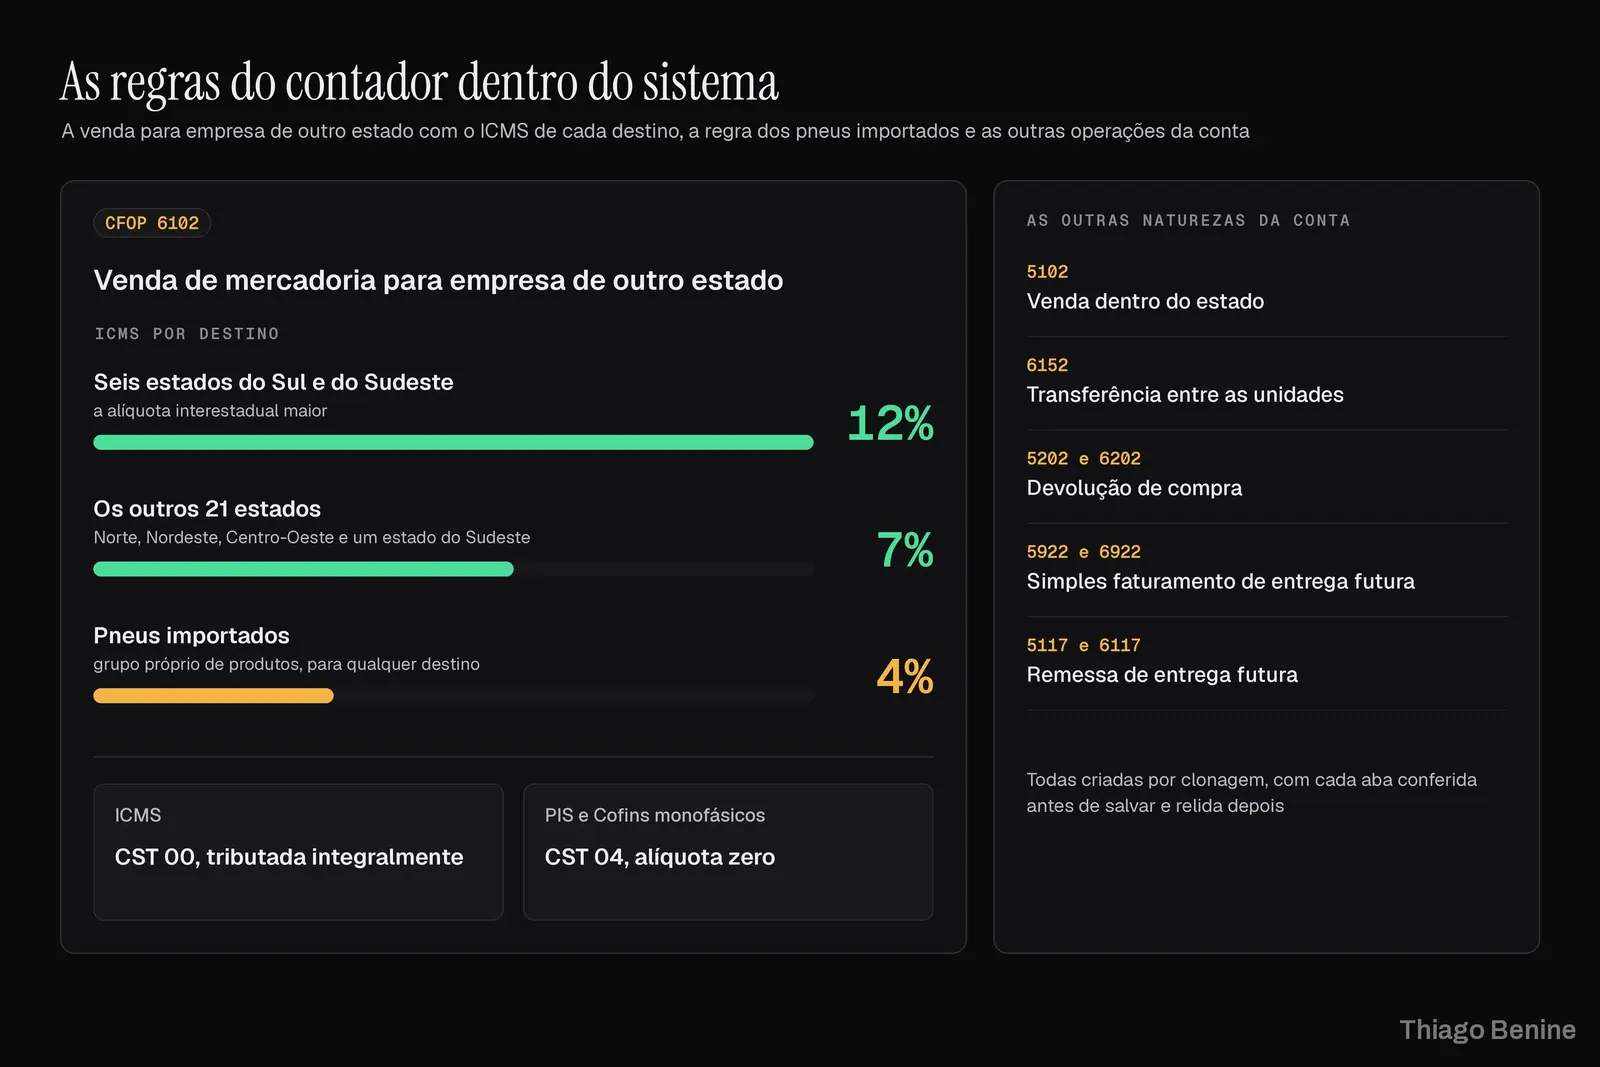 As regras do contador dentro do sistema
A venda para empresa de outro estado com o ICMS de cada destino, a regra dos pneus importados e as outras operações da conta
CFOP 6102
Venda de mercadoria para empresa de outro estado
ICMS POR DESTINO
Seis estados do Sul e do Sudeste
a alíquota interestadual maior
12%
Os outros 21 estados
Norte, Nordeste, Centro-Oeste e um estado do Sudeste
7%
Pneus importados
grupo próprio de produtos, para qualquer destino
4%
ICMS
CST 00, tributada integralmente
PIS e Cofins monofásicos
CST 04, alíquota zero
AS OUTRAS NATUREZAS DA CONTA
5102
Venda dentro do estado
6152
Transferência entre as unidades
5202 e 6202
Devolução de compra
5922 e 6922
Simples faturamento de entrega futura
5117 e 6117
Remessa de entrega futura
Todas criadas por clonagem, com cada aba conferida
antes de salvar e relida depois
Thiago Benine